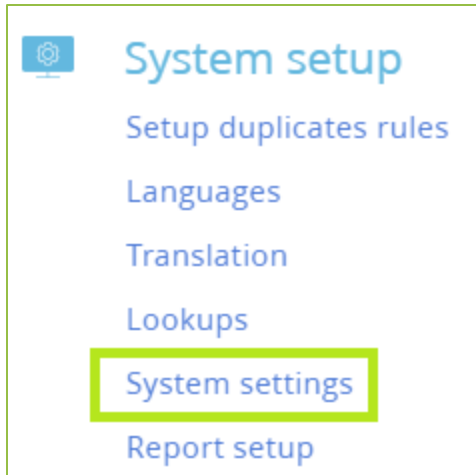 System setup
Setup duplicates rules
Languages
Translation
Lookups
System settings
Report setup